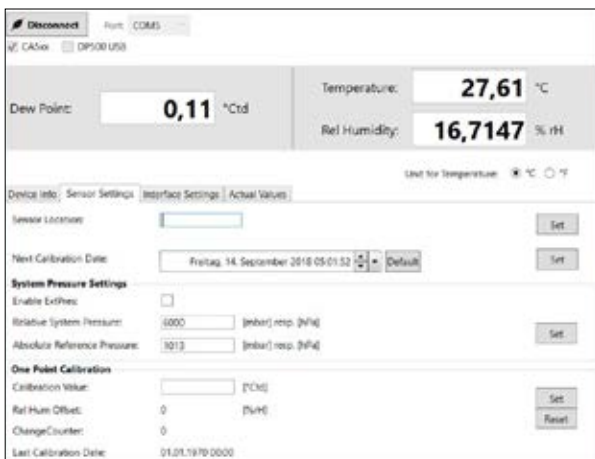 Disconnect Port: COM5
CA5xx DP500 USB
Dew Point: 0,11 °Ctd
Temperature: 27,61 °C
Rel Humidity: 16,7147 % rH
Unit for Temperature: °C °F
Device Info Sensor Settings Interface Settings Actual Values
Sensor Location: Set
Next Calibration Date: Freitag, 14. September 2018 05:01:52 Default Set
System Pressure Settings
Enable ExtPres:
Relative System Pressure: 6000 [mbar] resp. [hPa]
Set
Absolute Reference Pressure: 1013 [mbar] resp. [hPa]
One Point Calibration
Calibration Value: [°Ctd]
Set
Rel Hum Offset: 0 [%rH]
Reset
ChangeCounter: 0
Last Calibration Date: 01.01.1970 00:00